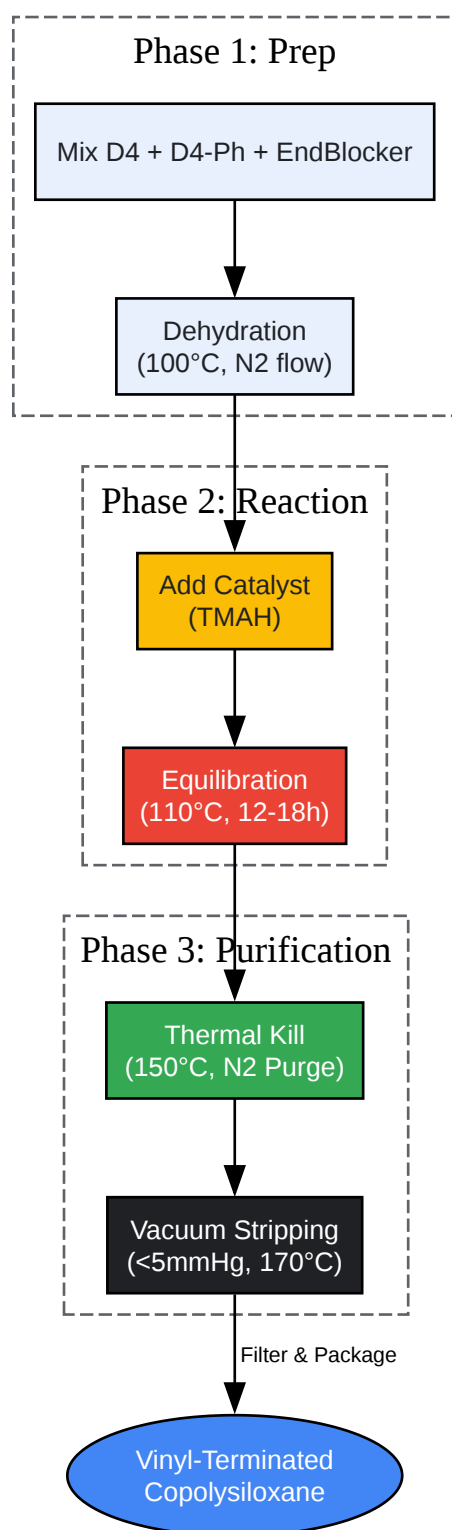 Phase 1: Prep
Mix D4 + D4-Ph + EndBlocker
Dehydration
(100°C, N2 flow)
Phase 2: Reaction
Add Catalyst
(TMAH)
Equilibration
(110°C, 12-18h)
Phase 3: Purification
Thermal Kill
(150°C, N2 Purge)
Vacuum Stripping
(<5mmHg, 170°C)
Filter & Package
Vinyl-Terminated
Copolysiloxane